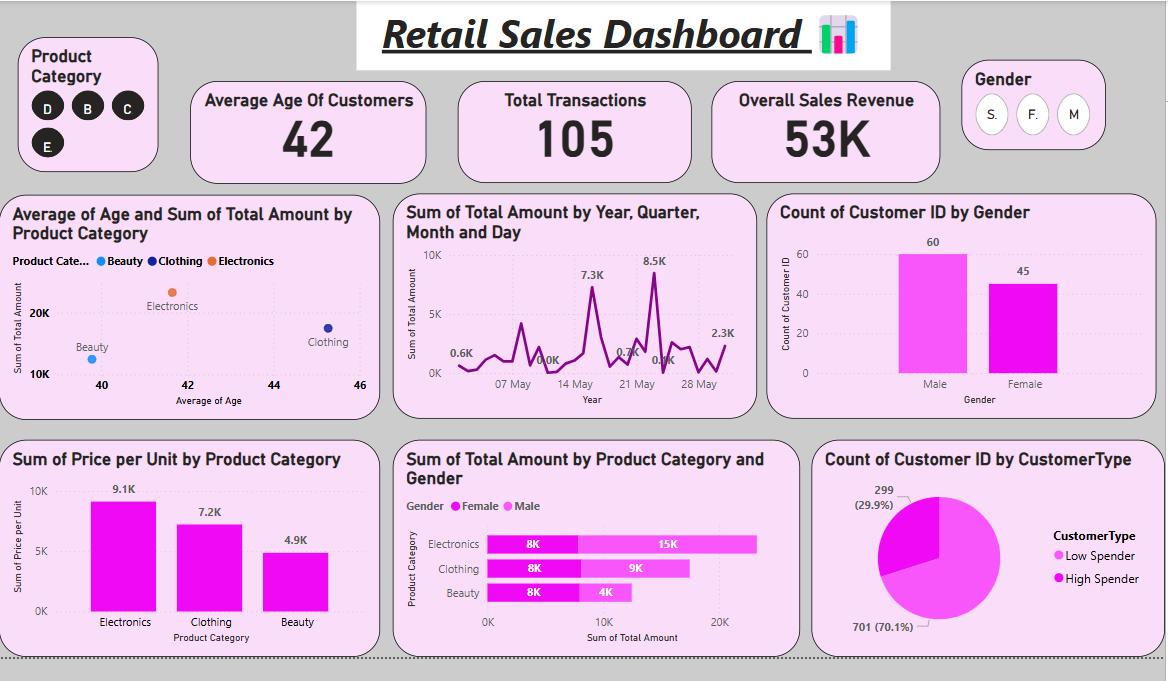 Retail Sales Dashboard
Product
Category
D
B
C
E
Average Age Of Customers
42
Total Transactions
105
Overall Sales Revenue
53K
Gender
S.
F.
M
Average of Age and Sum of Total Amount by
Product Category
Product Cate... Beauty Clothing Electronics
Sum of Total Amount
20K
10K
Electronics
Clothing
Beauty
40 42 44 46
Average of Age
Sum of Total Amount by Year, Quarter,
Month and Day
Sum of Total Amount
10K
5K
0K
0.6K
0.0K
7.3K
0.7K
8.5K
0.1K
2.3K
07 May 14 May 21 May 28 May
Year
Count of Customer ID by Gender
Count of Customer ID
60
40
20
0
60
45
Male Female
Gender
Sum of Price per Unit by Product Category
Sum of Price per Unit
10K
5K
0K
9.1K
7.2K
4.9K
Electronics Clothing Beauty
Product Category
Sum of Total Amount by Product Category and
Gender
Gender Female Male
Product Category
Electronics 8K 15K
Clothing 8K 9K
Beauty 8K 4K
0K 10K 20K
Sum of Total Amount
Count of Customer ID by CustomerType
299
(29.9%)
701 (70.1%)
CustomerType
Low Spender
High Spender